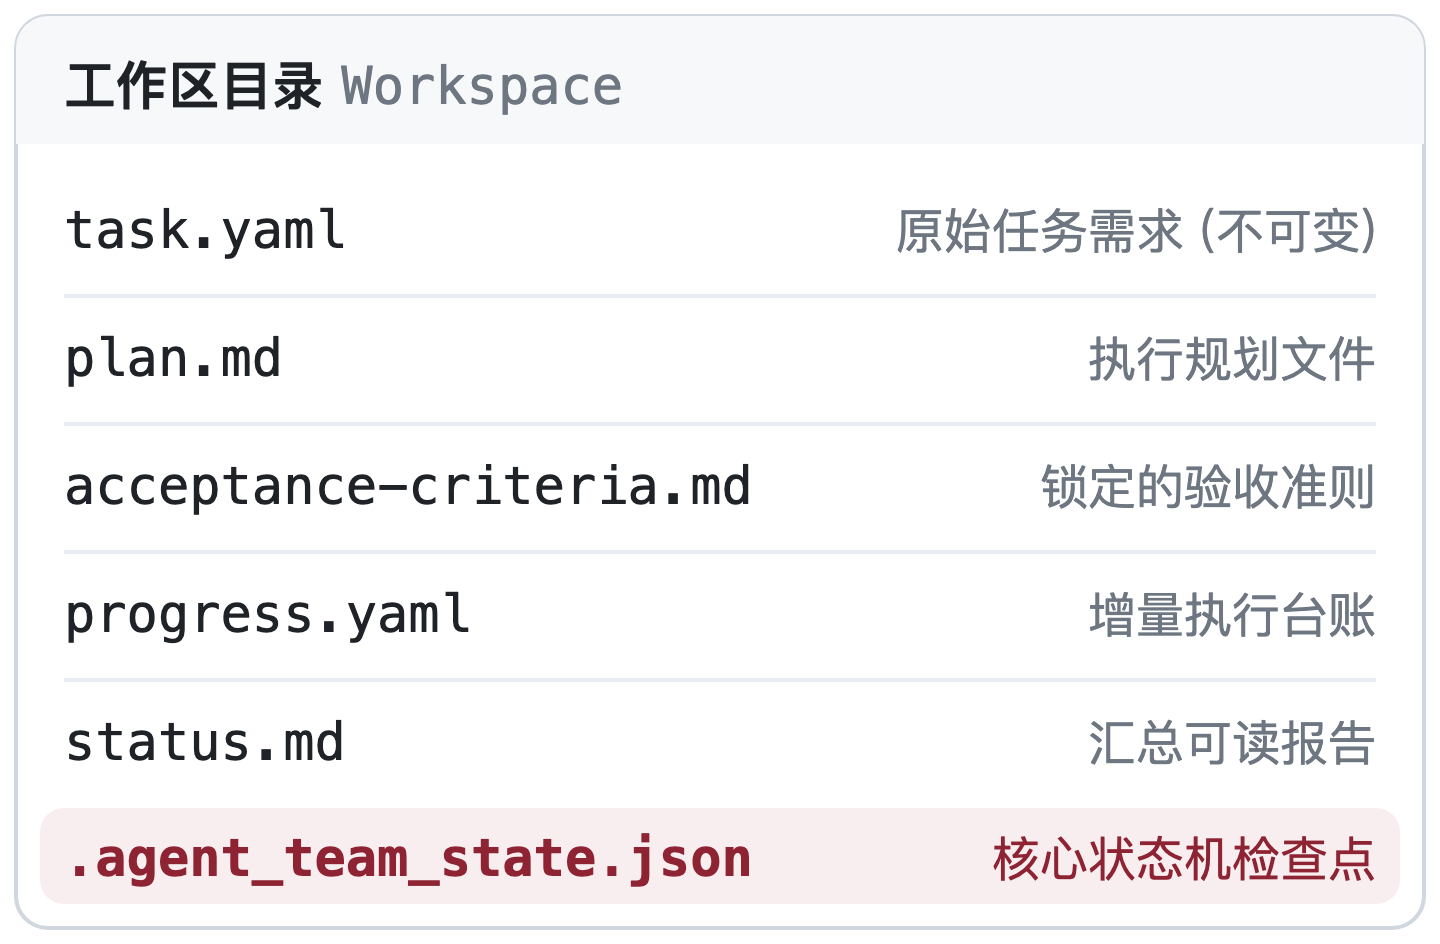 工作区目录 Workspace
task.yaml 原始任务需求 (不可变)
plan.md 执行规划文件
acceptance-criteria.md 锁定的验收准则
progress.yaml 增量执行台账
status.md 汇总可读报告
.agent_team_state.json 核心状态机检查点